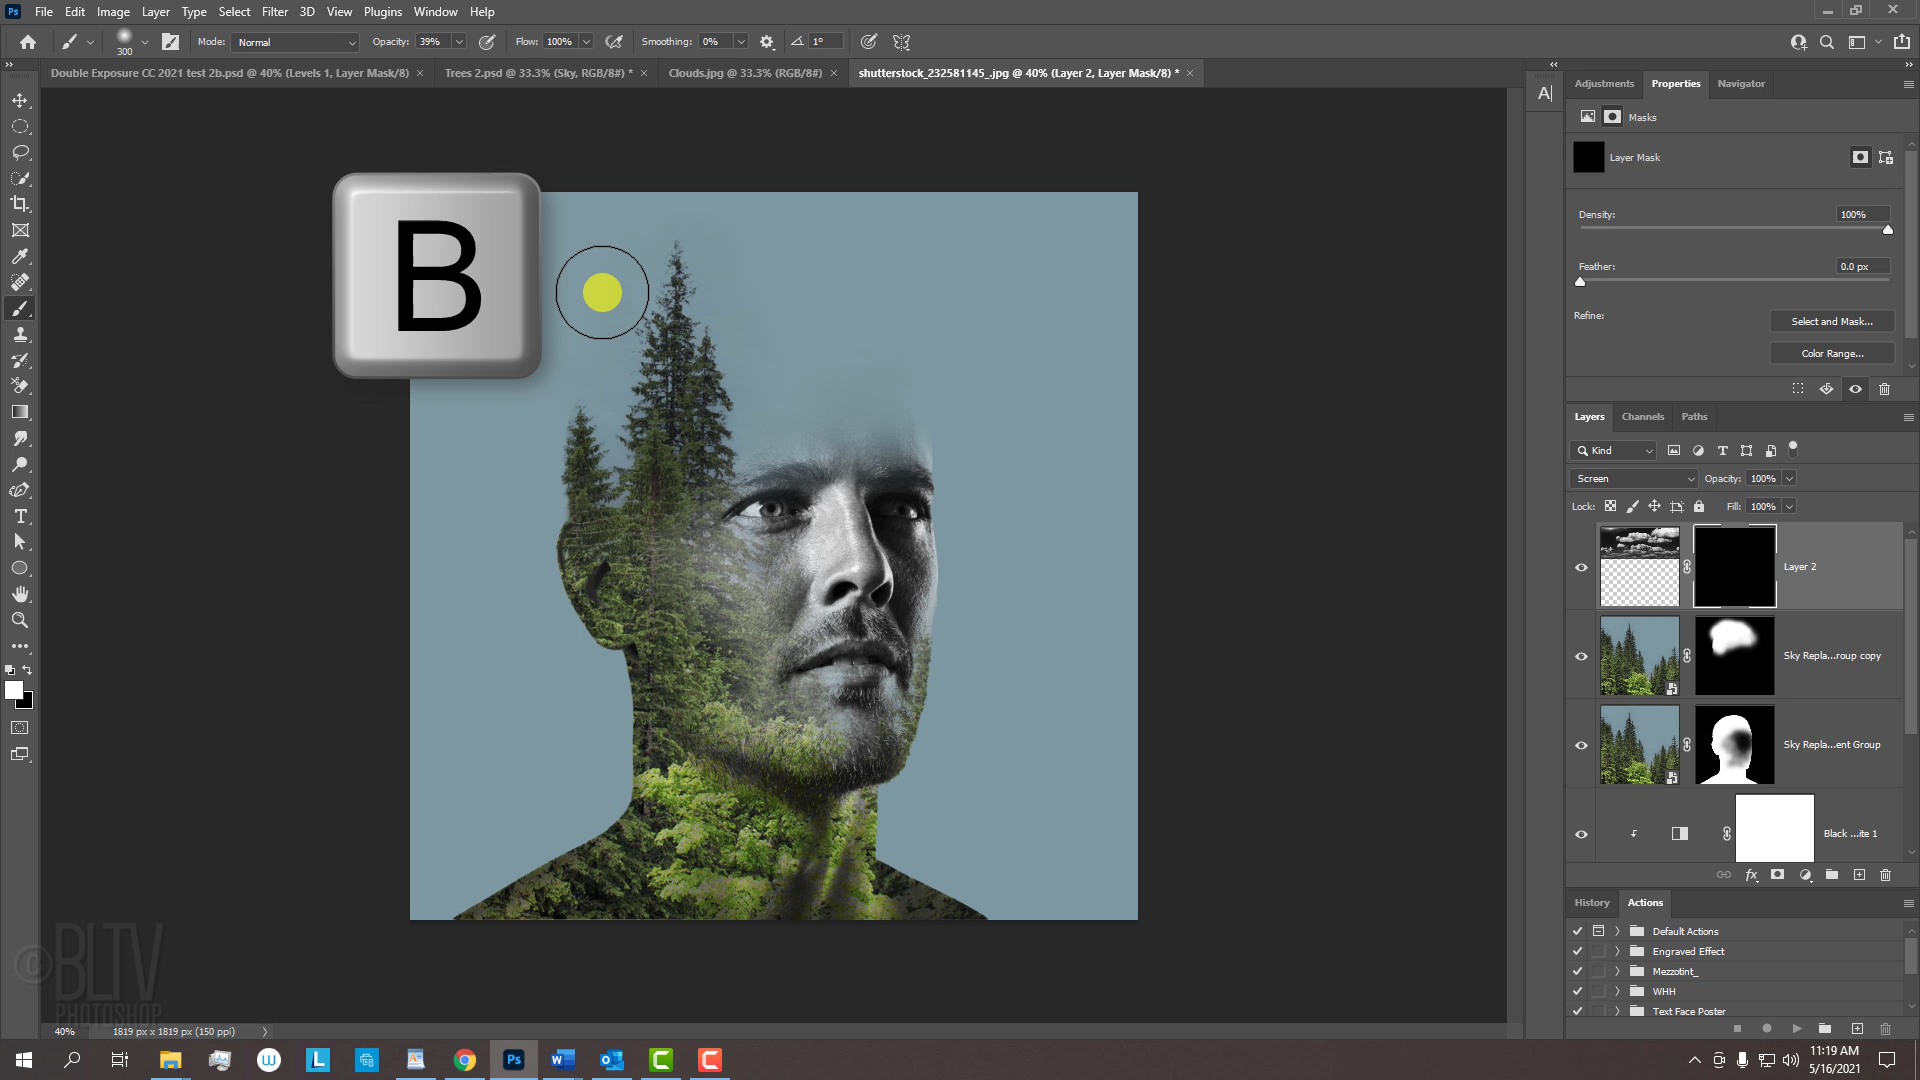 Ps File Edit Image Layer Type Select Filter 3D View Plugins Window Help
300 Mode: Normal Opacity: 39% Flow: 100% Smoothing: 0% 1°
Double Exposure CC 2021 test 2b.psd @ 40% (Levels 1, Layer Mask/8) × Trees 2.psd @ 33.3% (Sky, RGB/8#) * × Clouds.jpg @ 33.3% (RGB/8#) × shutterstock_232581145_.jpg @ 40% (Layer 2, Layer Mask/8) * ×
B
A
Adjustments Properties Navigator
Masks
Layer Mask
Density: 100%
Feather: 0.0 px
Refine:
Select and Mask...
Color Range...
Layers Channels Paths
Kind
Screen Opacity: 100%
Lock: Fill: 100%
Layer 2
Sky Repla...roup copy
Sky Repla...ent Group
fx
Black ...ite 1
History Actions
Default Actions
Engraved Effect
Mezzotint_
WHH
Text Face Poster
© BLTV
PHOTOSHOP
40% 1819 px x 1819 px (150 ppi)
11:19 AM
5/16/2021